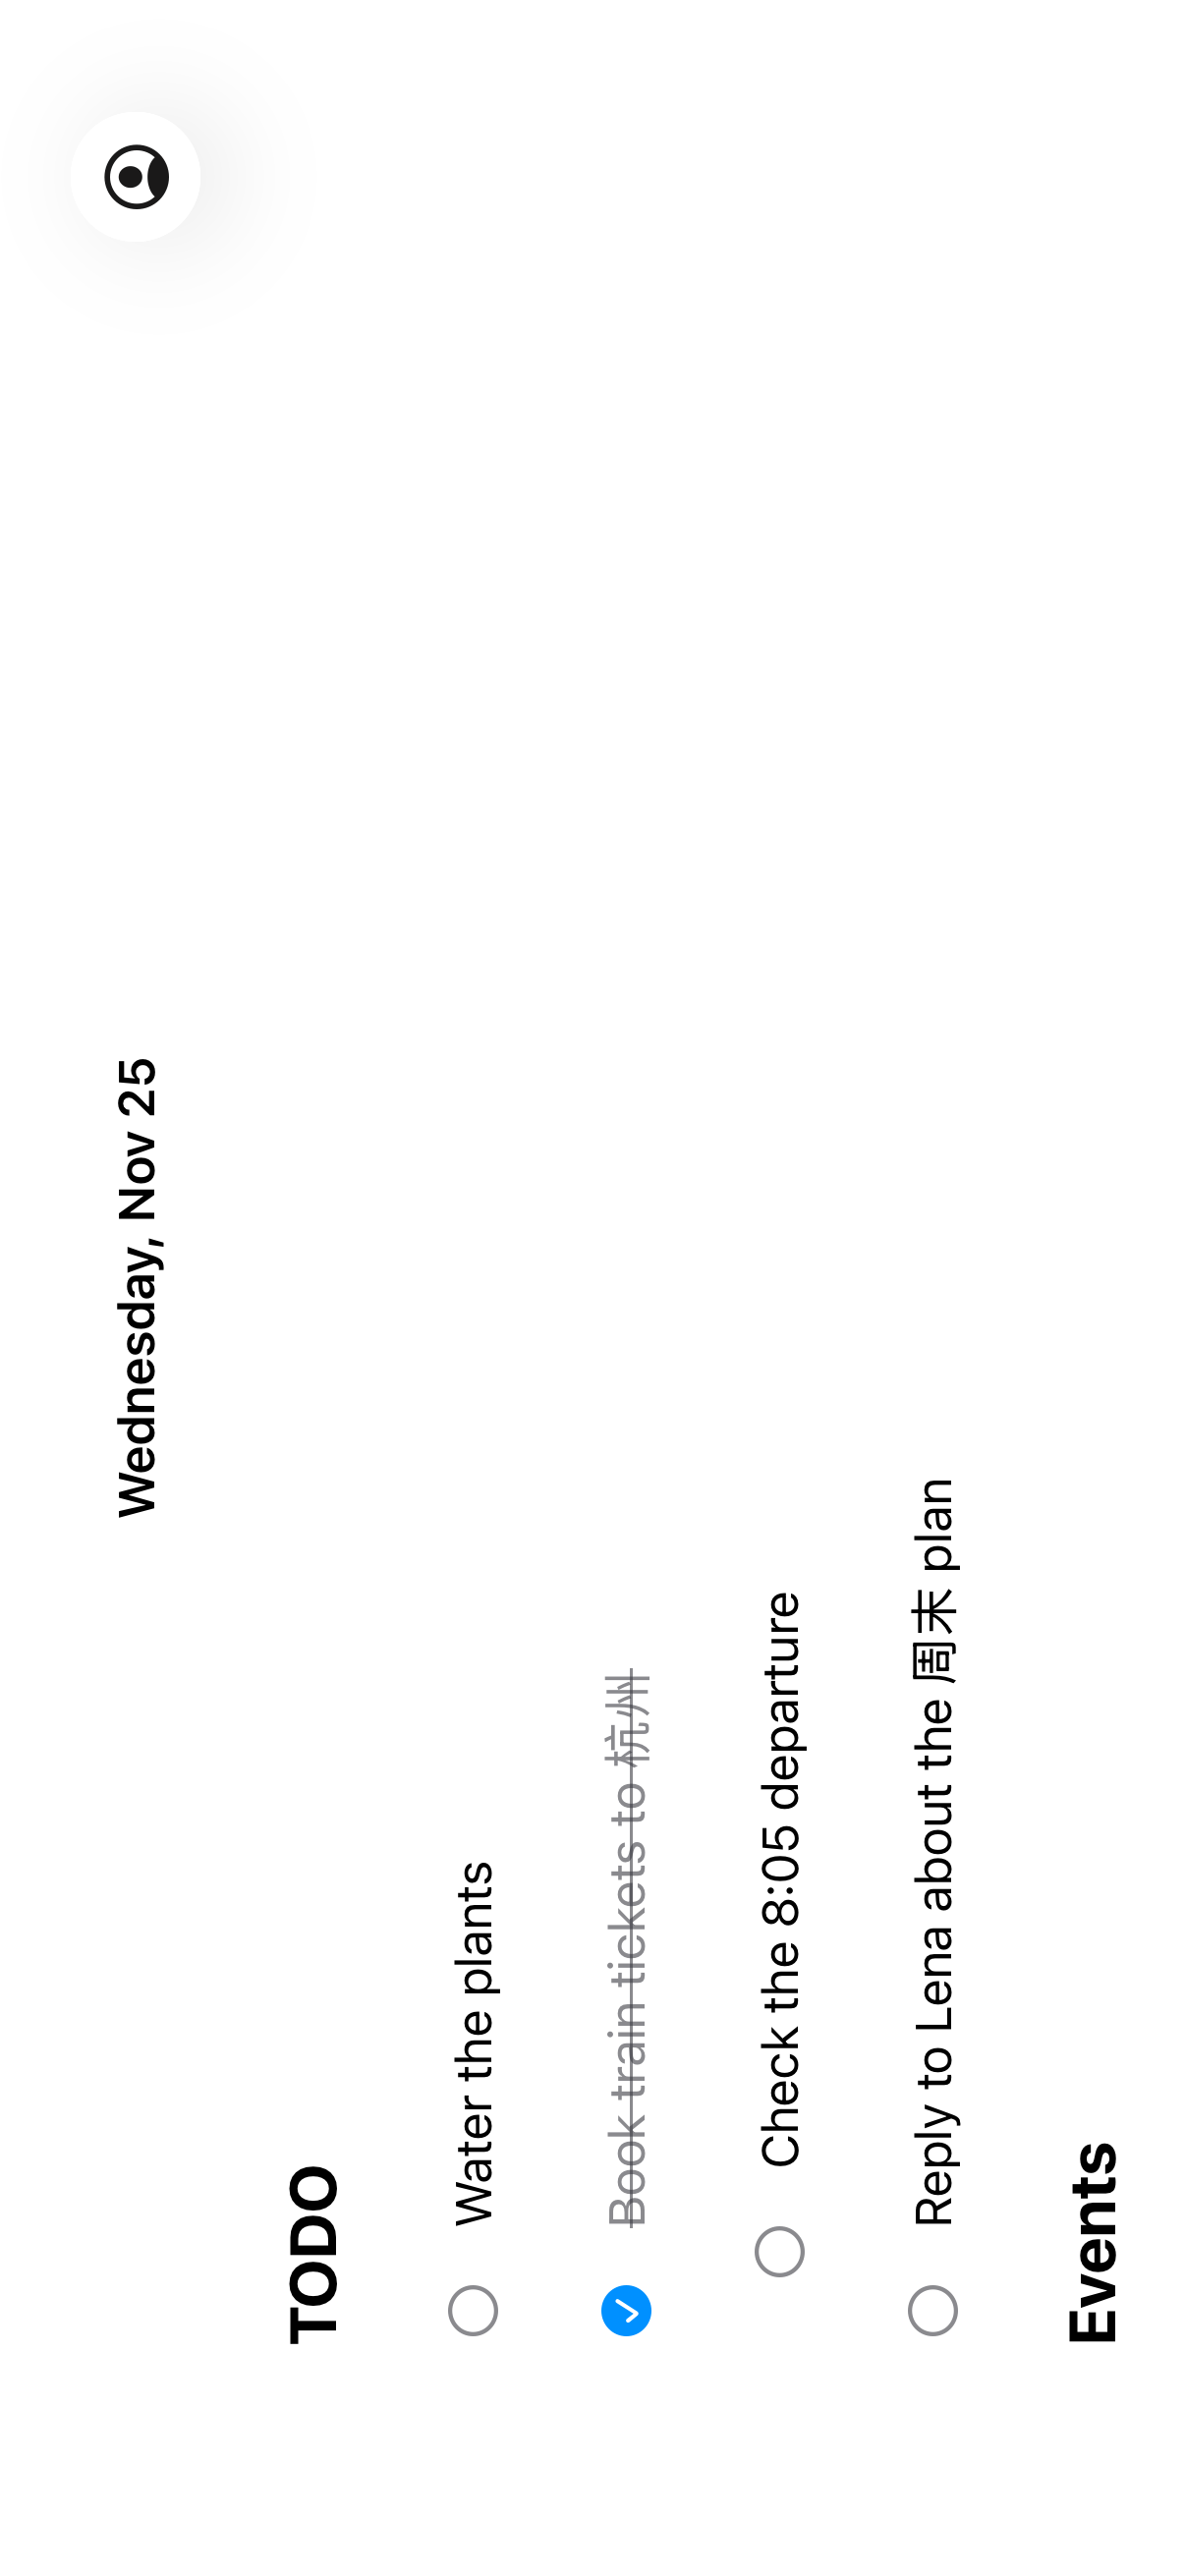 Wednesday, Nov 25
TODO
Water the plants
Book train tickets to 杭州
Check the 8:05 departure
Reply to Lena about the 周末 plan
Events